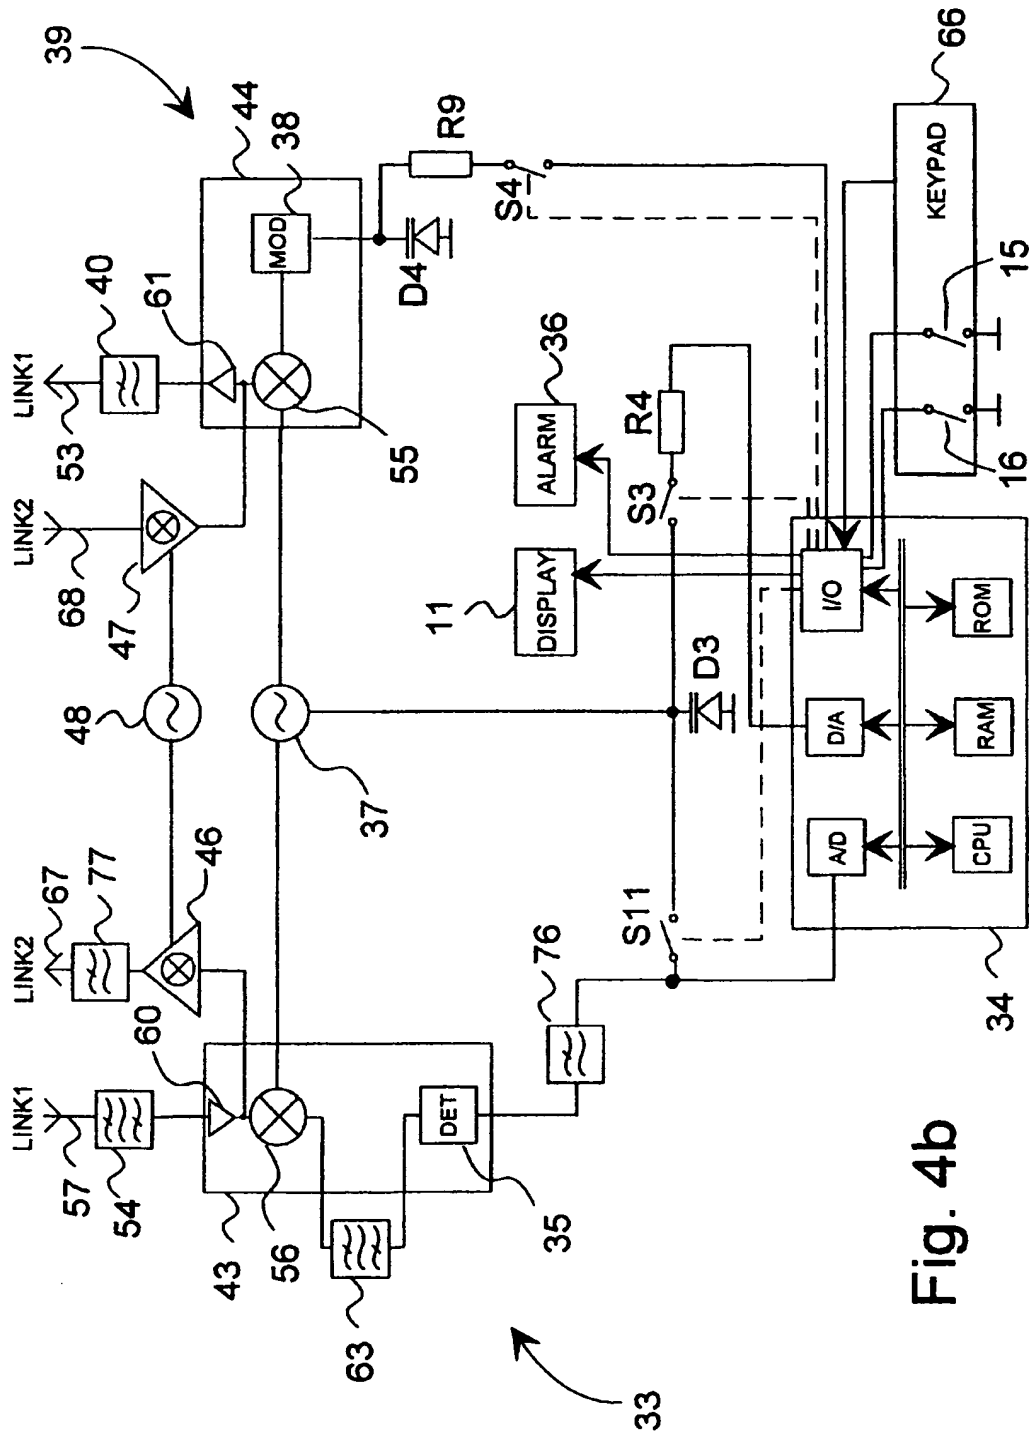 39
LINK1
53
40
LINK2
68
47
61
44
38
MOD
55
R9
S4
D4
48
37
LINK2
67
77
46
LINK1
57
54
60
43
56
63
DET
35
33
76
S11
D3
S3
R4
11
DISPLAY
ALARM
36
KEYPAD
66
15
16
I/O
D/A
A/D
ROM
RAM
CPU
34
Fig. 4b